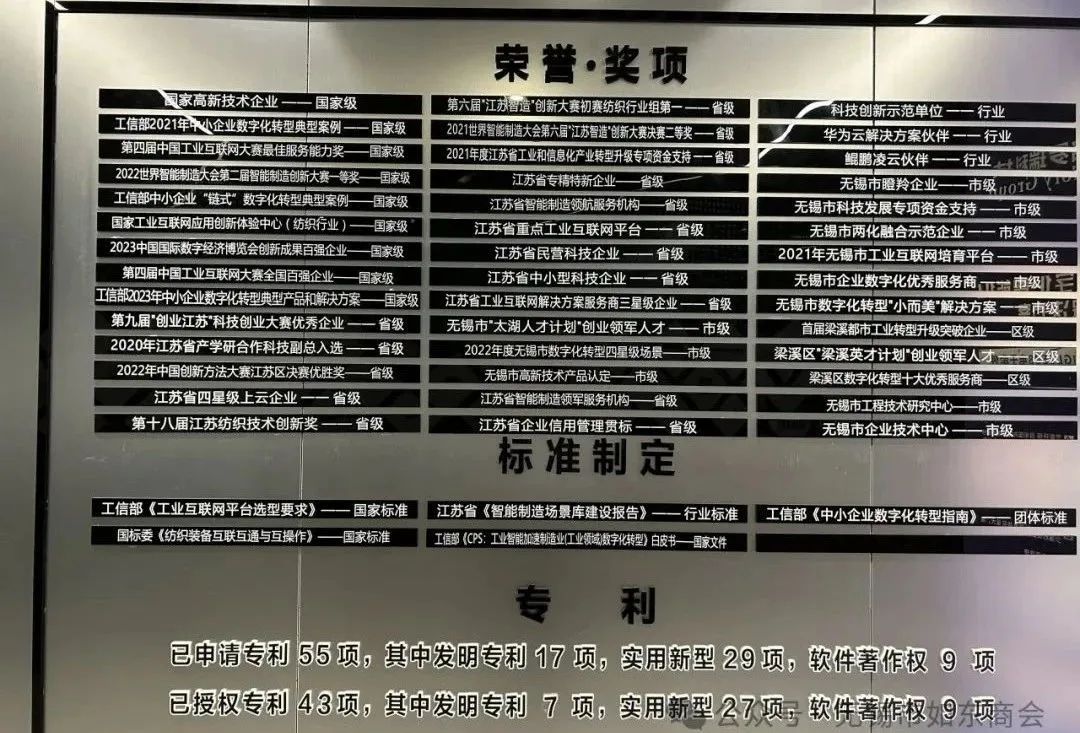 荣誉·奖项
国家高新技术企业 —— 国家级
工信部2021年中小企业数字化转型典型案例 —— 国家级
第四届中国工业互联网大赛最佳服务能力奖——国家级
2022世界智能制造大会第二届智能制造创新大赛一等奖——国家级
工信部中小企业“链式”数字化转型典型案例——国家级
国家工业互联网应用创新体验中心（纺织行业）——国家级
2023中国国际数字经济博览会创新成果百强企业——国家级
第四届中国工业互联网大赛全国百强企业——国家级
工信部2023年中小企业数字化转型典型产品和解决方案——国家级
第九届"创业江苏"科技创业大赛优秀企业 —— 省级
2020年江苏省产学研合作科技副总入选 —— 省级
2022年中国创新方法大赛江苏区决赛优胜奖——省级
江苏省四星级上云企业 —— 省级
第十八届江苏纺织技术创新奖 —— 省级
第六届"江苏智造"创新大赛初赛纺织行业组第一 —— 省级
2021世界智能制造大会第六届"江苏智造"创新大赛决赛二等奖 —— 省级
2021年度江苏省工业和信息化产业转型升级专项资金支持 —— 省级
江苏省专精特新企业——省级
江苏省智能制造领航服务机构——省级
江苏省重点工业互联网平台 —— 省级
江苏省民营科技企业 —— 省级
江苏省中小型科技企业 —— 省级
江苏省工业互联网解决方案服务商三星级企业 —— 省级
无锡市"太湖人才计划"创业领军人才 —— 市级
2022年度无锡市数字化转型四星级场景——市级
无锡市高新技术产品认定——市级
江苏省智能制造领军服务机构——省级
江苏省企业信用管理贯标 —— 省级
科技创新示范单位 —— 行业
华为云解决方案伙伴 —— 行业
鲲鹏凌云伙伴 —— 行业
无锡市瞪羚企业——市级
无锡市科技发展专项资金支持 —— 市级
无锡市两化融合示范企业 —— 市级
2021年无锡市工业互联网培育平台 —— 市级
无锡市企业数字化优秀服务商 —— 市级
无锡市数字化转型"小而美"解决方案 —— 市级
首届梁溪都市工业转型升级突破企业——区级
梁溪区"梁溪英才计划"创业领军人才 —— 区级
梁溪区数字化转型十大优秀服务商——区级
无锡市工程技术研究中心——市级
无锡市企业技术中心 —— 市级
标准制定
工信部《工业互联网平台选型要求》—— 国家标准
国标委《纺织装备互联互通与互操作》——国家标准
江苏省《智能制造场景库建设报告》—— 行业标准
工信部《CPS：工业智能加速制造业(工业领域)数字化转型》白皮书——国家文件
工信部《中小企业数字化转型指南》—— 团体标准
专 利
已申请专利 55 项，其中发明专利 17 项，实用新型 29 项，软件著作权 9 项
已授权专利 43 项，其中发明专利 7 项，实用新型 27 项，软件著作权 9 项
公众号 · 无锡市如东商会